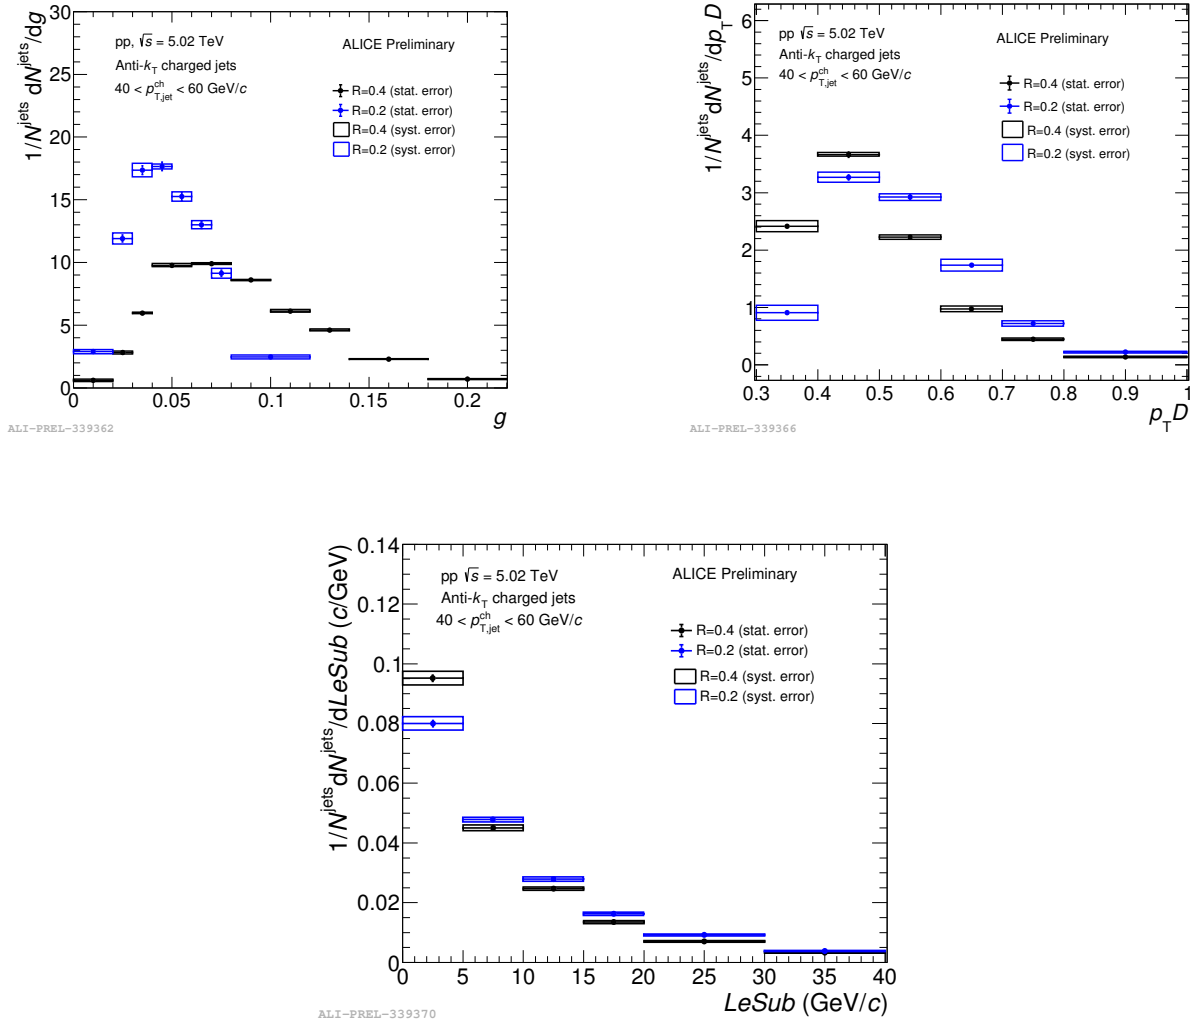 1/N^jets dN^jets/dg
30
25
20
15
10
5
0
pp, √s = 5.02 TeV
Anti-k_T charged jets
40 < p_T,jet^ch < 60 GeV/c
ALICE Preliminary
R=0.4 (stat. error)
R=0.2 (stat. error)
R=0.4 (syst. error)
R=0.2 (syst. error)
0 0.05 0.1 0.15 0.2
g
ALI-PREL-339362
1/N^jets dN^jets/dp_T D
6
5
4
3
2
1
0
pp √s = 5.02 TeV
Anti-k_T charged jets
40 < p_T,jet^ch < 60 GeV/c
ALICE Preliminary
R=0.4 (stat. error)
R=0.2 (stat. error)
R=0.4 (syst. error)
R=0.2 (syst. error)
0.3 0.4 0.5 0.6 0.7 0.8 0.9 1
p_T D
ALI-PREL-339366
1/N^jets dN^jets/dLeSub (c/GeV)
0.14
0.12
0.1
0.08
0.06
0.04
0.02
0
pp √s = 5.02 TeV
Anti-k_T charged jets
40 < p_T,jet^ch < 60 GeV/c
ALICE Preliminary
R=0.4 (stat. error)
R=0.2 (stat. error)
R=0.4 (syst. error)
R=0.2 (syst. error)
0 5 10 15 20 25 30 35 40
LeSub (GeV/c)
ALI-PREL-339370